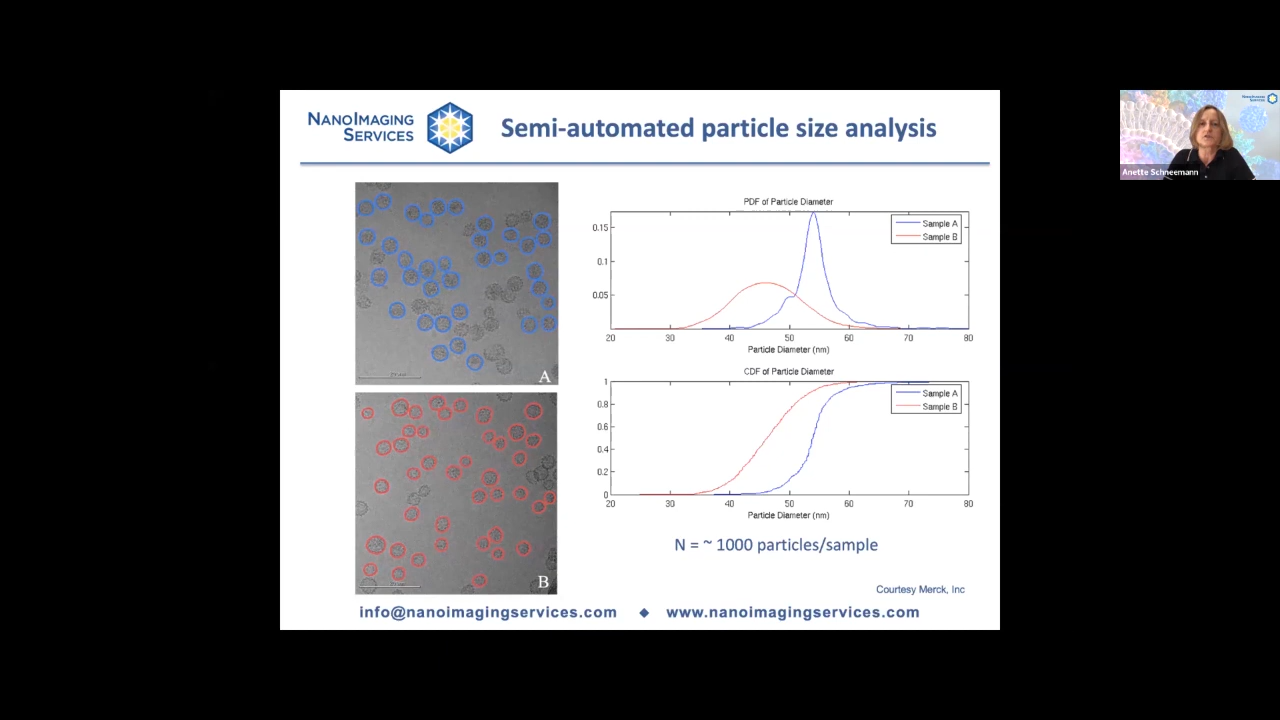 NANOIMAGING
SERVICES
Semi-automated particle size analysis
A
B
PDF of Particle Diameter
Sample A
Sample B
0.15
0.1
0.05
20 30 40 50 60 70 80
Particle Diameter (nm)
CDF of Particle Diameter
Sample A
Sample B
1
0.8
0.6
0.4
0.2
0
20 30 40 50 60 70 80
Particle Diameter (nm)
N = ~ 1000 particles/sample
Courtesy Merck, Inc
info@nanoimagingservices.com ◆ www.nanoimagingservices.com
Anette Schneemann